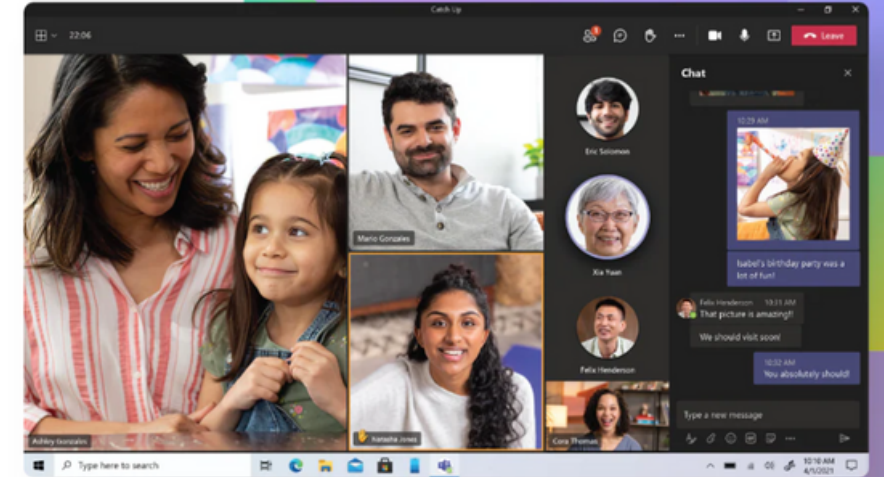 Catch Up
22:06
Leave
Chat
10:29 AM
Isabel's birthday party was a
lot of fun!
Felix Henderson 10:31 AM
That picture is amazing!!
We should visit soon!
10:32 AM
You absolutely should!
Type a new message
Ashley Gonzales
Mario Gonzales
Natasha Jones
Eric Solomon
Xia Yuen
Felix Henderson
Cora Thomas
Type here to search
10:10 AM
4/1/2021